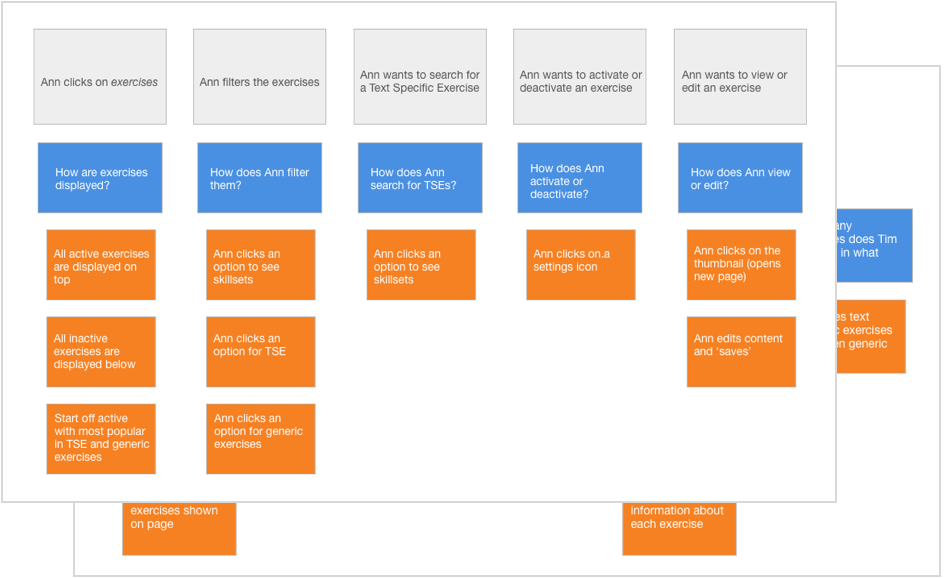 Ann clicks on exercises
Ann filters the exercises
Ann wants to search for
a Text Specific Exercise
Ann wants to activate or
deactivate an exercise
Ann wants to view or
edit an exercise
How are exercises
displayed?
How does Ann filter
them?
How does Ann
search for TSEs?
How does Ann
activate or
deactivate?
How does Ann view
or edit?
All active exercises
are displayed on
top
Ann clicks an
option to see
skillsets
Ann clicks an
option to see
skillsets
Ann clicks on.a
settings icon
Ann clicks on the
thumbnail (opens
new page)
All inactive
exercises are
displayed below
Ann clicks an
option for TSE
Ann edits content
and 'saves'
Start off active
with most popular
in TSE and generic
exercises
Ann clicks an
option for generic
exercises
does Tim
in what
text
exercises
generic
exercises shown
on page
information about
each exercise